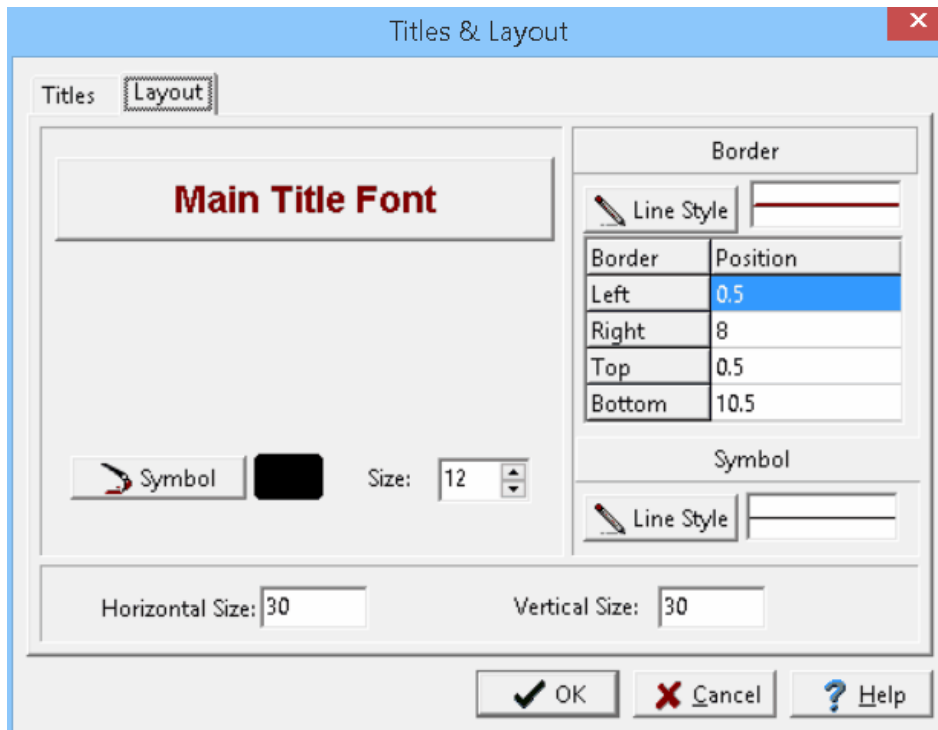 Titles & Layout
Titles Layout
Main Title Font
Symbol Size: 12
Border
Line Style
Border Position
Left 0.5
Right 8
Top 0.5
Bottom 10.5
Symbol
Line Style
Horizontal Size: 30 Vertical Size: 30
OK Cancel Help